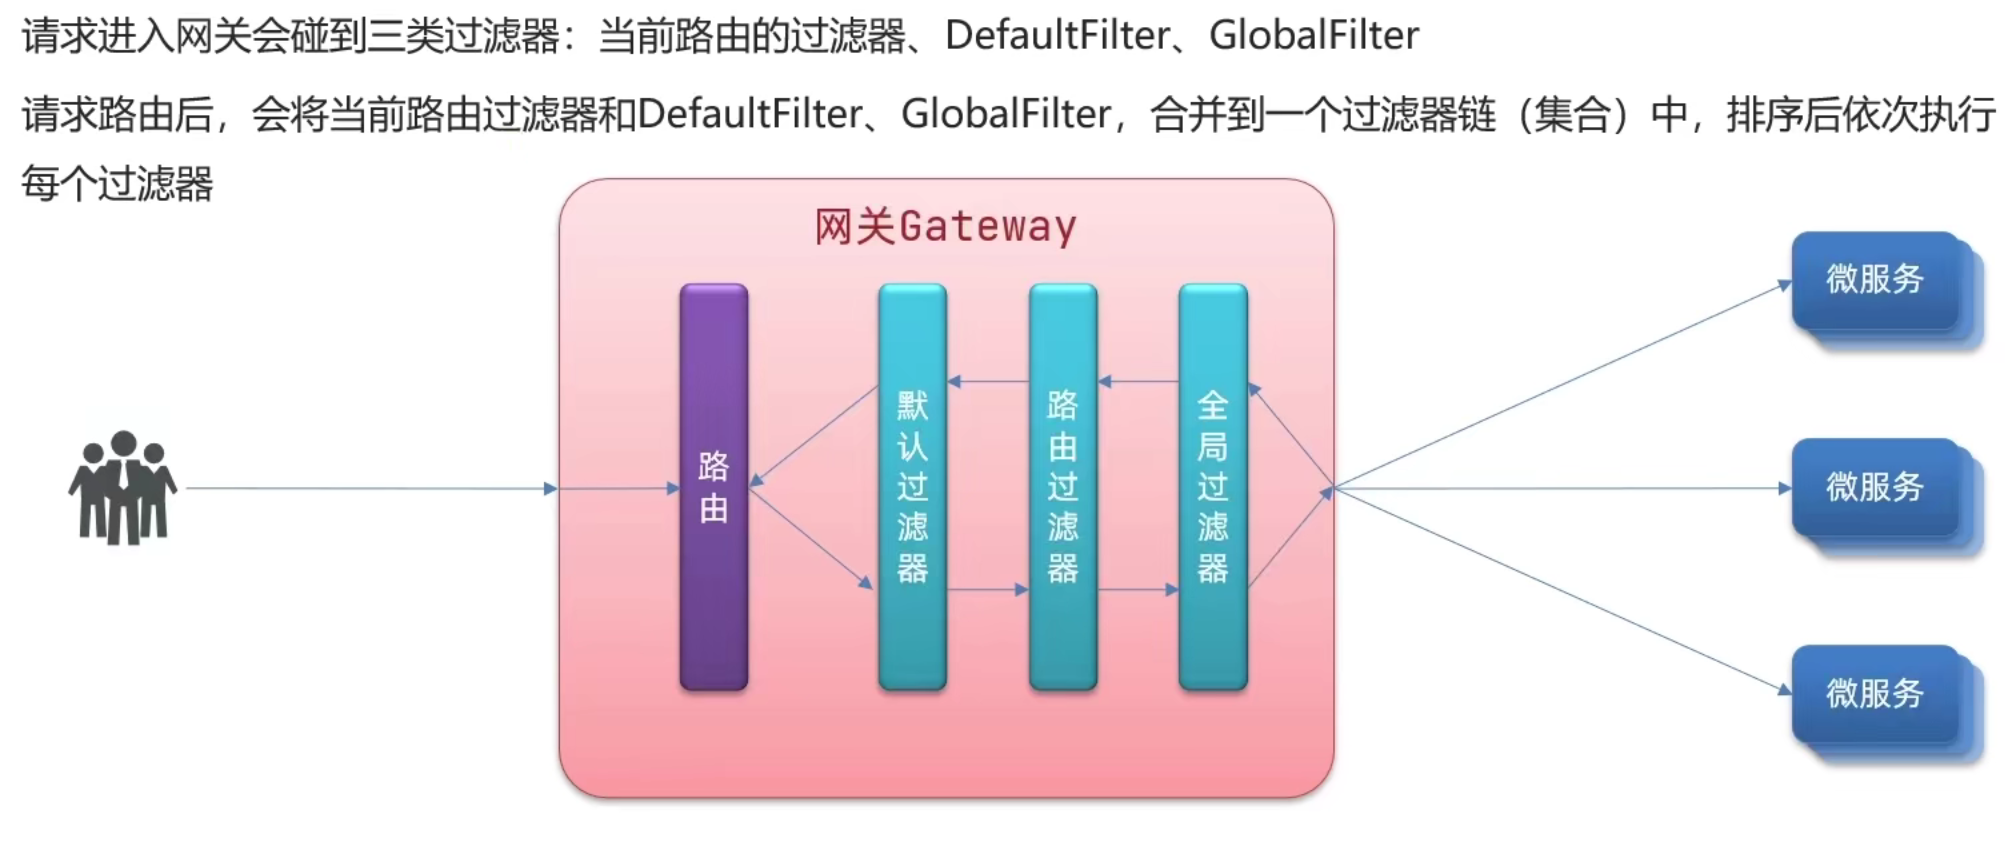 请求进入网关会碰到三类过滤器：当前路由的过滤器、DefaultFilter、GlobalFilter
请求路由后，会将当前路由过滤器和DefaultFilter、GlobalFilter，合并到一个过滤器链（集合）中，排序后依次执行
每个过滤器
网关Gateway
路由
默认过滤器
路由过滤器
全局过滤器
微服务
微服务
微服务